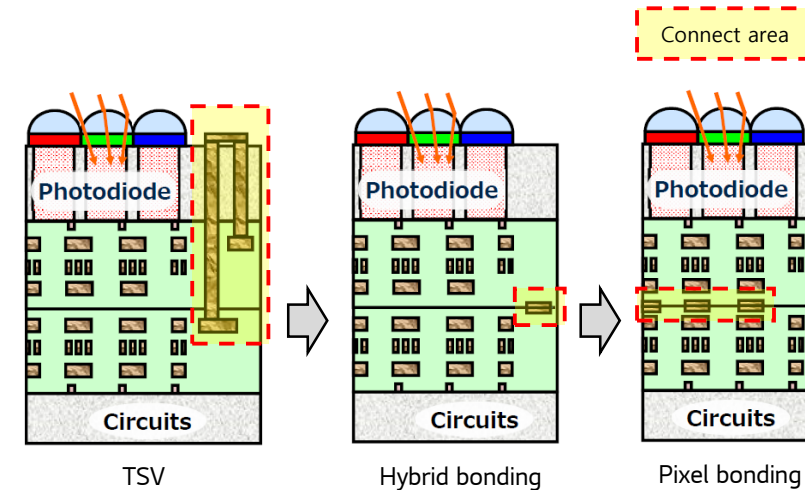 Connect area
Photodiode
Photodiode
Photodiode
Circuits
Circuits
Circuits
TSV
Hybrid bonding
Pixel bonding